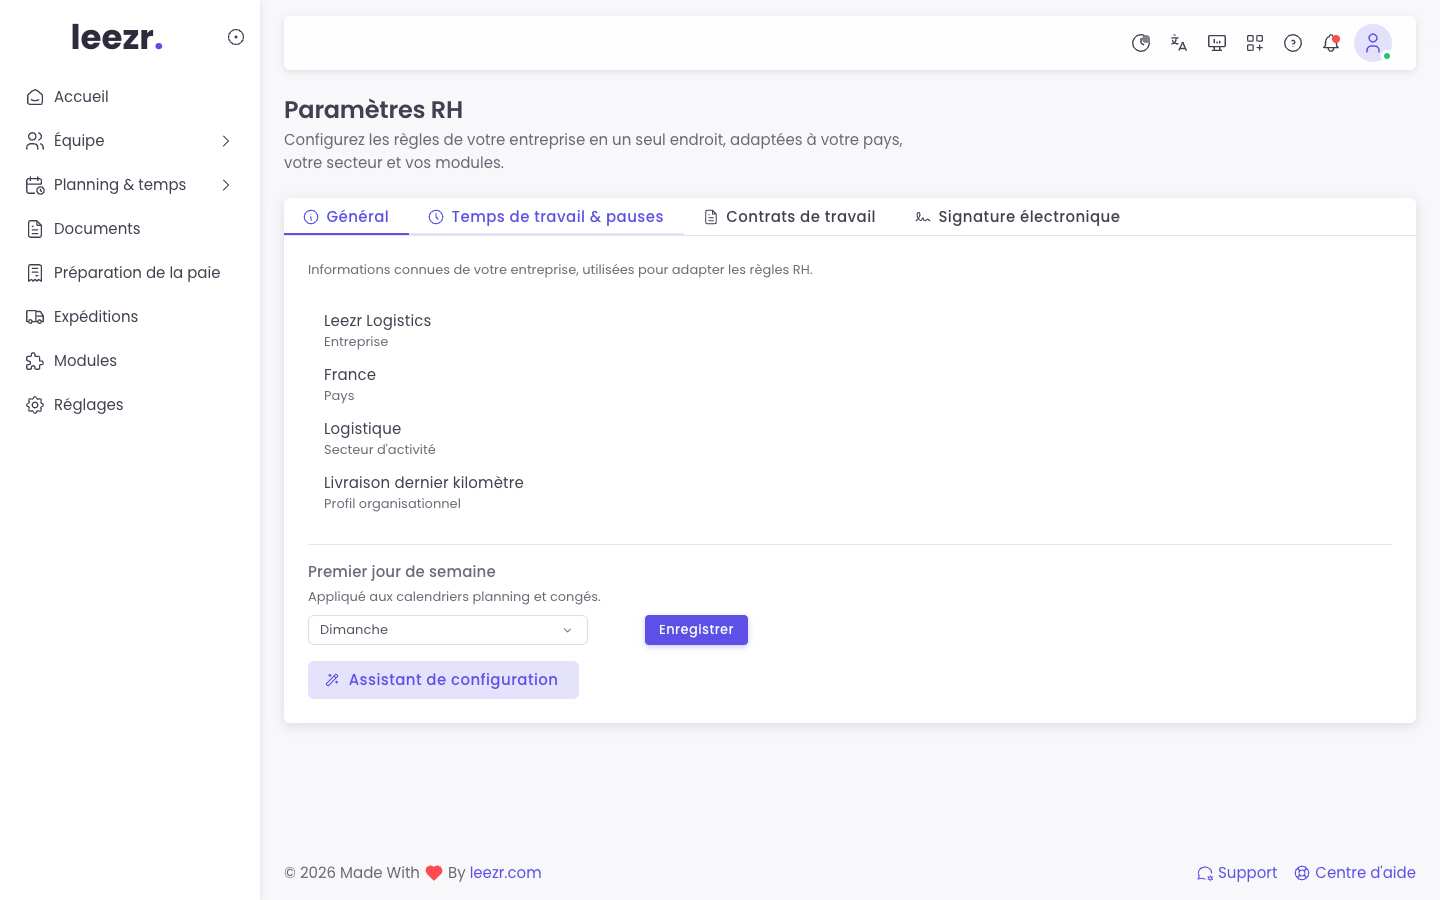 leezr.
Accueil
Équipe
Planning & temps
Documents
Préparation de la paie
Expéditions
Modules
Réglages
Paramètres RH
Configurez les règles de votre entreprise en un seul endroit, adaptées à votre pays,
votre secteur et vos modules.
Général
Temps de travail & pauses
Contrats de travail
Signature électronique
Informations connues de votre entreprise, utilisées pour adapter les règles RH.
Leezr Logistics
Entreprise
France
Pays
Logistique
Secteur d'activité
Livraison dernier kilomètre
Profil organisationnel
Premier jour de semaine
Appliqué aux calendriers planning et congés.
Dimanche
Enregistrer
Assistant de configuration
© 2026 Made With By leezr.com
Support
Centre d'aide